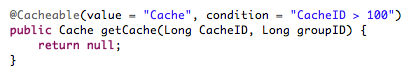 @Cacheable(value = "Cache", condition = "CacheID > 100")
public Cache getCache(Long CacheID, Long groupID) {
    return null;
}